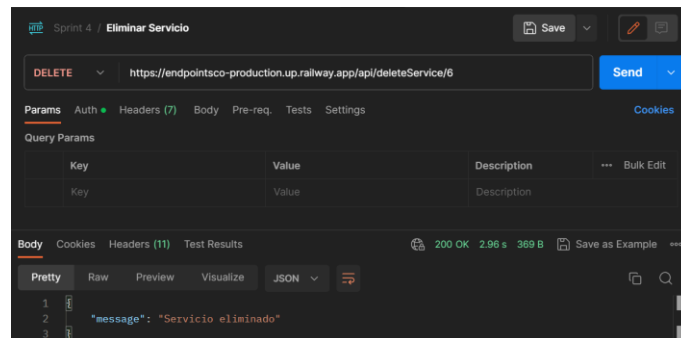 HTTP Sprint 4 / Eliminar Servicio Save
DELETE https://endpointsco-production.up.railway.app/api/deleteService/6 Send
Params Auth Headers (7) Body Pre-req. Tests Settings Cookies
Query Params
Key Value Description ••• Bulk Edit
Key Value Description
Body Cookies Headers (11) Test Results 200 OK 2.96 s 369 B Save as Example •••
Pretty Raw Preview Visualize JSON
1 {
2 "message": "Servicio eliminado"
3 }